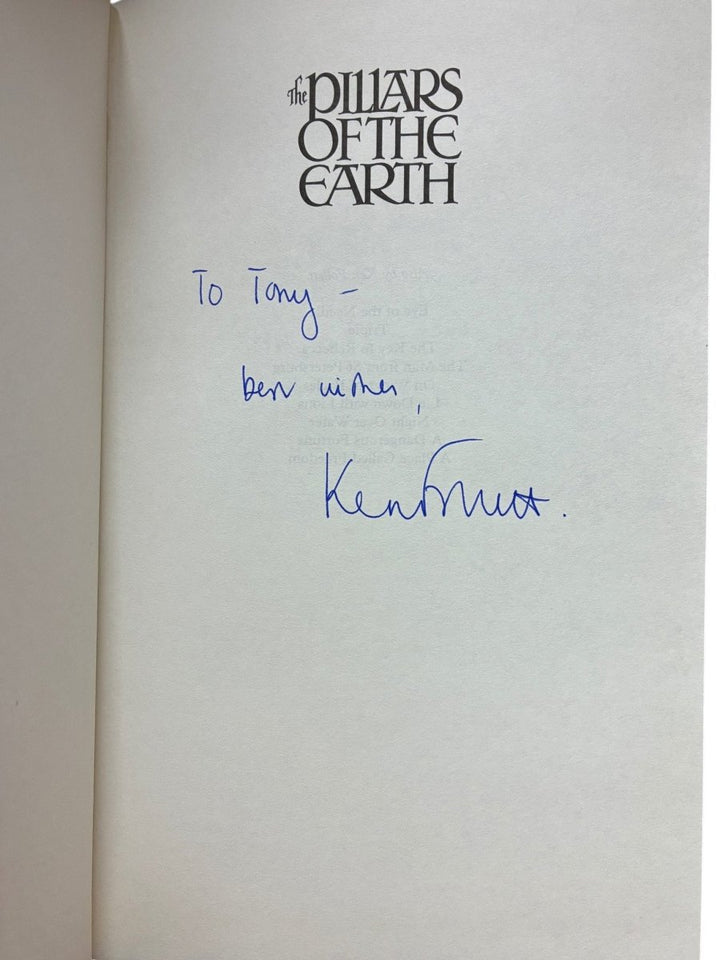 The PILLARS
OF THE
EARTH
To Tony –
best wishes,
Ken Follett.